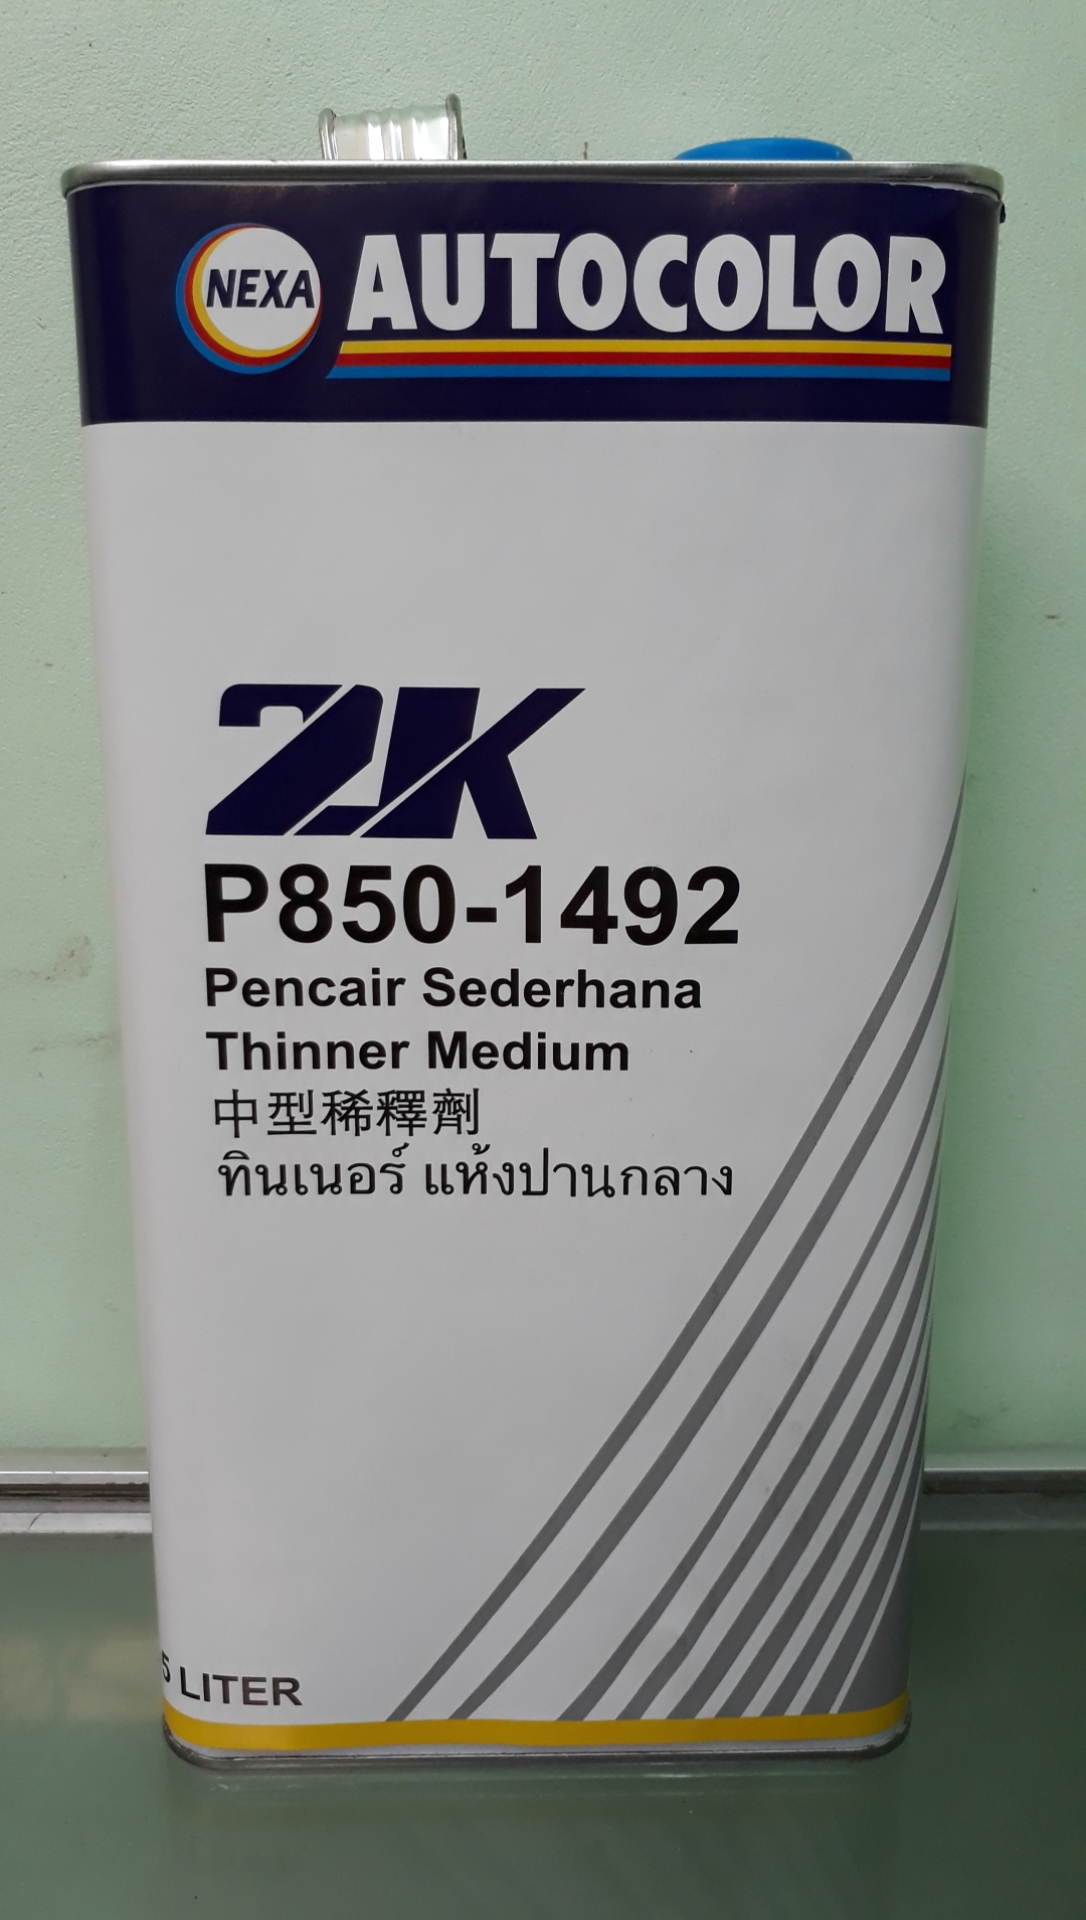 NEXA AUTOCOLOR
2K
P850-1492
Pencair Sederhana
Thinner Medium
中型稀釋劑
ทินเนอร์ แห้งปานกลาง
5 LITER